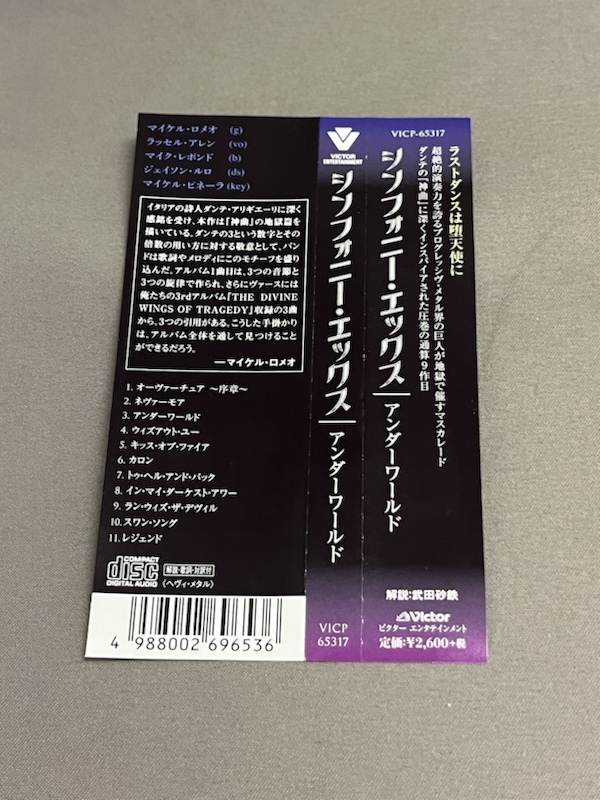 マイケル・ロメオ (g)
ラッセル・アレン (vo)
マイク・レポンド (b)
ジェイソン・ルロ (ds)
マイケル・ピネーラ (key)
イタリアの詩人ダンテ・アリギエーリに深く
感銘を受け、本作は「神曲」の地獄篇を
描いている。ダンテの3という数字とその
倍数の用い方に対する敬意として、バン
ドは歌詞やメロディにこのモチーフを盛り
込んだ。アルバム1曲目は、3つの音節と
3つの旋律で作られ、さらにヴァースには
俺たちの3rdアルバム「THE DIVINE
WINGS OF TRAGEDY」収録の3曲
から、3つの引用がある。こうした手掛かり
は、アルバム全体を通して見つけること
ができるだろう。
―マイケル・ロメオ
1. オーヴァーチュア ～序章～
2. ネヴァーモア
3. アンダーワールド
4. ウィズアウト・ユー
5. キッス・オブ・ファイア
6. カロン
7. トゥ・ヘル・アンド・バック
8. イン・マイ・ダーケスト・アワー
9. ラン・ウィズ・ザ・デヴィル
10. スワン・ソング
11. レジェンド
COMPACT
disc
DIGITAL AUDIO
解説・歌詞・対訳付
〈ヘヴィ・メタル〉
4 988002 696536
VICTOR
ENTERTAINMENT
シンフォニー・エックス
アンダーワールド
VICP
65317
VICP-65317
ラストダンスは堕天使に
超絶的演奏力を誇るプログレッシヴ・メタル界の巨人が地獄で催すマスカレード
ダンテの『神曲』に深くインスパイアされた圧巻の通算9作目
シンフォニー・エックス
アンダーワールド
解説：武田砂鉄
Victor
ビクター エンタテインメント
定価：¥2,600+税